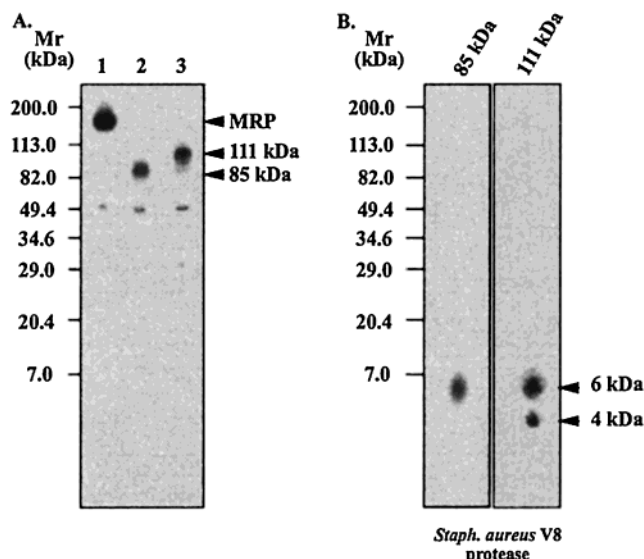 A.
Mr
(kDa)
1 2 3
200.0
113.0
82.0
49.4
34.6
29.0
20.4
7.0
MRP
111 kDa
85 kDa
B.
Mr
(kDa)
85 kDa
111 kDa
200.0
113.0
82.0
49.4
34.6
29.0
20.4
7.0
6 kDa
4 kDa
Staph. aureus V8
protease